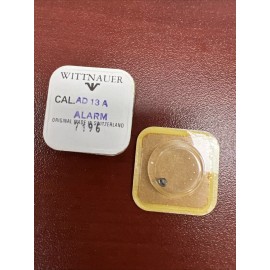 WITTNAUER
CAL. AD 13 A
ALARM
ORIGINAL MADE IN SWITZERLAND
7196